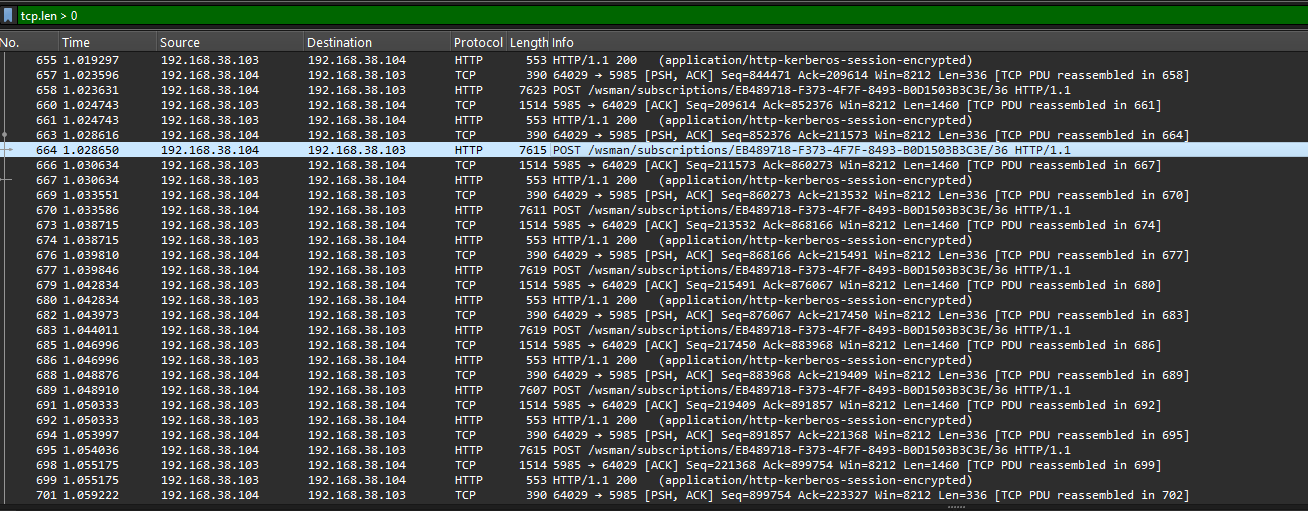 tcp.len > 0
No. Time Source Destination Protocol Length Info
655 1.019297 192.168.38.103 192.168.38.104 HTTP 553 HTTP/1.1 200 (application/http-kerberos-session-encrypted)
657 1.023596 192.168.38.104 192.168.38.103 TCP 390 64029 → 5985 [PSH, ACK] Seq=844471 Ack=209614 Win=8212 Len=336 [TCP PDU reassembled in 658]
658 1.023631 192.168.38.104 192.168.38.103 HTTP 7623 POST /wsman/subscriptions/EB489718-F373-4F7F-8493-B0D1503B3C3E/36 HTTP/1.1
660 1.024743 192.168.38.103 192.168.38.104 TCP 1514 5985 → 64029 [ACK] Seq=209614 Ack=852376 Win=8212 Len=1460 [TCP PDU reassembled in 661]
661 1.024743 192.168.38.103 192.168.38.104 HTTP 553 HTTP/1.1 200 (application/http-kerberos-session-encrypted)
663 1.028616 192.168.38.104 192.168.38.103 TCP 390 64029 → 5985 [PSH, ACK] Seq=852376 Ack=211573 Win=8212 Len=336 [TCP PDU reassembled in 664]
664 1.028650 192.168.38.104 192.168.38.103 HTTP 7615 POST /wsman/subscriptions/EB489718-F373-4F7F-8493-B0D1503B3C3E/36 HTTP/1.1
666 1.030634 192.168.38.103 192.168.38.104 TCP 1514 5985 → 64029 [ACK] Seq=211573 Ack=860273 Win=8212 Len=1460 [TCP PDU reassembled in 667]
667 1.030634 192.168.38.103 192.168.38.104 HTTP 553 HTTP/1.1 200 (application/http-kerberos-session-encrypted)
669 1.033551 192.168.38.104 192.168.38.103 TCP 390 64029 → 5985 [PSH, ACK] Seq=860273 Ack=213532 Win=8212 Len=336 [TCP PDU reassembled in 670]
670 1.033586 192.168.38.104 192.168.38.103 HTTP 7611 POST /wsman/subscriptions/EB489718-F373-4F7F-8493-B0D1503B3C3E/36 HTTP/1.1
673 1.038715 192.168.38.103 192.168.38.104 TCP 1514 5985 → 64029 [ACK] Seq=213532 Ack=868166 Win=8212 Len=1460 [TCP PDU reassembled in 674]
674 1.038715 192.168.38.103 192.168.38.104 HTTP 553 HTTP/1.1 200 (application/http-kerberos-session-encrypted)
676 1.039810 192.168.38.104 192.168.38.103 TCP 390 64029 → 5985 [PSH, ACK] Seq=868166 Ack=215491 Win=8212 Len=336 [TCP PDU reassembled in 677]
677 1.039846 192.168.38.104 192.168.38.103 HTTP 7619 POST /wsman/subscriptions/EB489718-F373-4F7F-8493-B0D1503B3C3E/36 HTTP/1.1
679 1.042834 192.168.38.103 192.168.38.104 TCP 1514 5985 → 64029 [ACK] Seq=215491 Ack=876067 Win=8212 Len=1460 [TCP PDU reassembled in 680]
680 1.042834 192.168.38.103 192.168.38.104 HTTP 553 HTTP/1.1 200 (application/http-kerberos-session-encrypted)
682 1.043973 192.168.38.104 192.168.38.103 TCP 390 64029 → 5985 [PSH, ACK] Seq=876067 Ack=217450 Win=8212 Len=336 [TCP PDU reassembled in 683]
683 1.044011 192.168.38.104 192.168.38.103 HTTP 7619 POST /wsman/subscriptions/EB489718-F373-4F7F-8493-B0D1503B3C3E/36 HTTP/1.1
685 1.046996 192.168.38.103 192.168.38.104 TCP 1514 5985 → 64029 [ACK] Seq=217450 Ack=883968 Win=8212 Len=1460 [TCP PDU reassembled in 686]
686 1.046996 192.168.38.103 192.168.38.104 HTTP 553 HTTP/1.1 200 (application/http-kerberos-session-encrypted)
688 1.048876 192.168.38.104 192.168.38.103 TCP 390 64029 → 5985 [PSH, ACK] Seq=883968 Ack=219409 Win=8212 Len=336 [TCP PDU reassembled in 689]
689 1.048910 192.168.38.104 192.168.38.103 HTTP 7607 POST /wsman/subscriptions/EB489718-F373-4F7F-8493-B0D1503B3C3E/36 HTTP/1.1
691 1.050333 192.168.38.103 192.168.38.104 TCP 1514 5985 → 64029 [ACK] Seq=219409 Ack=891857 Win=8212 Len=1460 [TCP PDU reassembled in 692]
692 1.050333 192.168.38.103 192.168.38.104 HTTP 553 HTTP/1.1 200 (application/http-kerberos-session-encrypted)
694 1.053997 192.168.38.104 192.168.38.103 TCP 390 64029 → 5985 [PSH, ACK] Seq=891857 Ack=221368 Win=8212 Len=336 [TCP PDU reassembled in 695]
695 1.054036 192.168.38.104 192.168.38.103 HTTP 7615 POST /wsman/subscriptions/EB489718-F373-4F7F-8493-B0D1503B3C3E/36 HTTP/1.1
698 1.055175 192.168.38.103 192.168.38.104 TCP 1514 5985 → 64029 [ACK] Seq=221368 Ack=899754 Win=8212 Len=1460 [TCP PDU reassembled in 699]
699 1.055175 192.168.38.103 192.168.38.104 HTTP 553 HTTP/1.1 200 (application/http-kerberos-session-encrypted)
701 1.059222 192.168.38.104 192.168.38.103 TCP 390 64029 → 5985 [PSH, ACK] Seq=899754 Ack=223327 Win=8212 Len=336 [TCP PDU reassembled in 702]